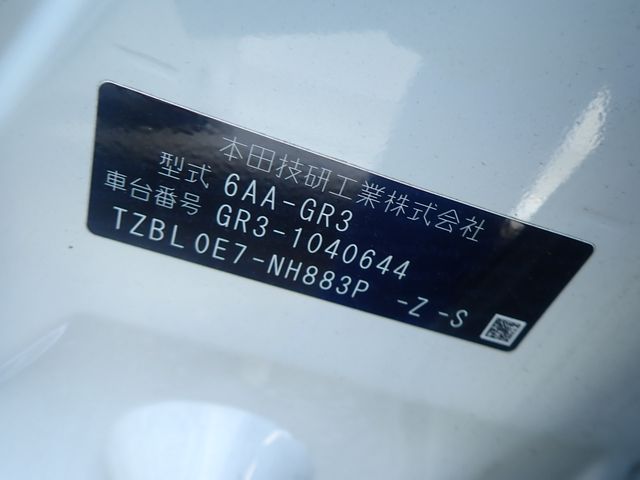 本田技研工業株式会社
型式 6AA-GR3
車台番号 GR3-1040644
TZBL0E7-NH883P -Z -S